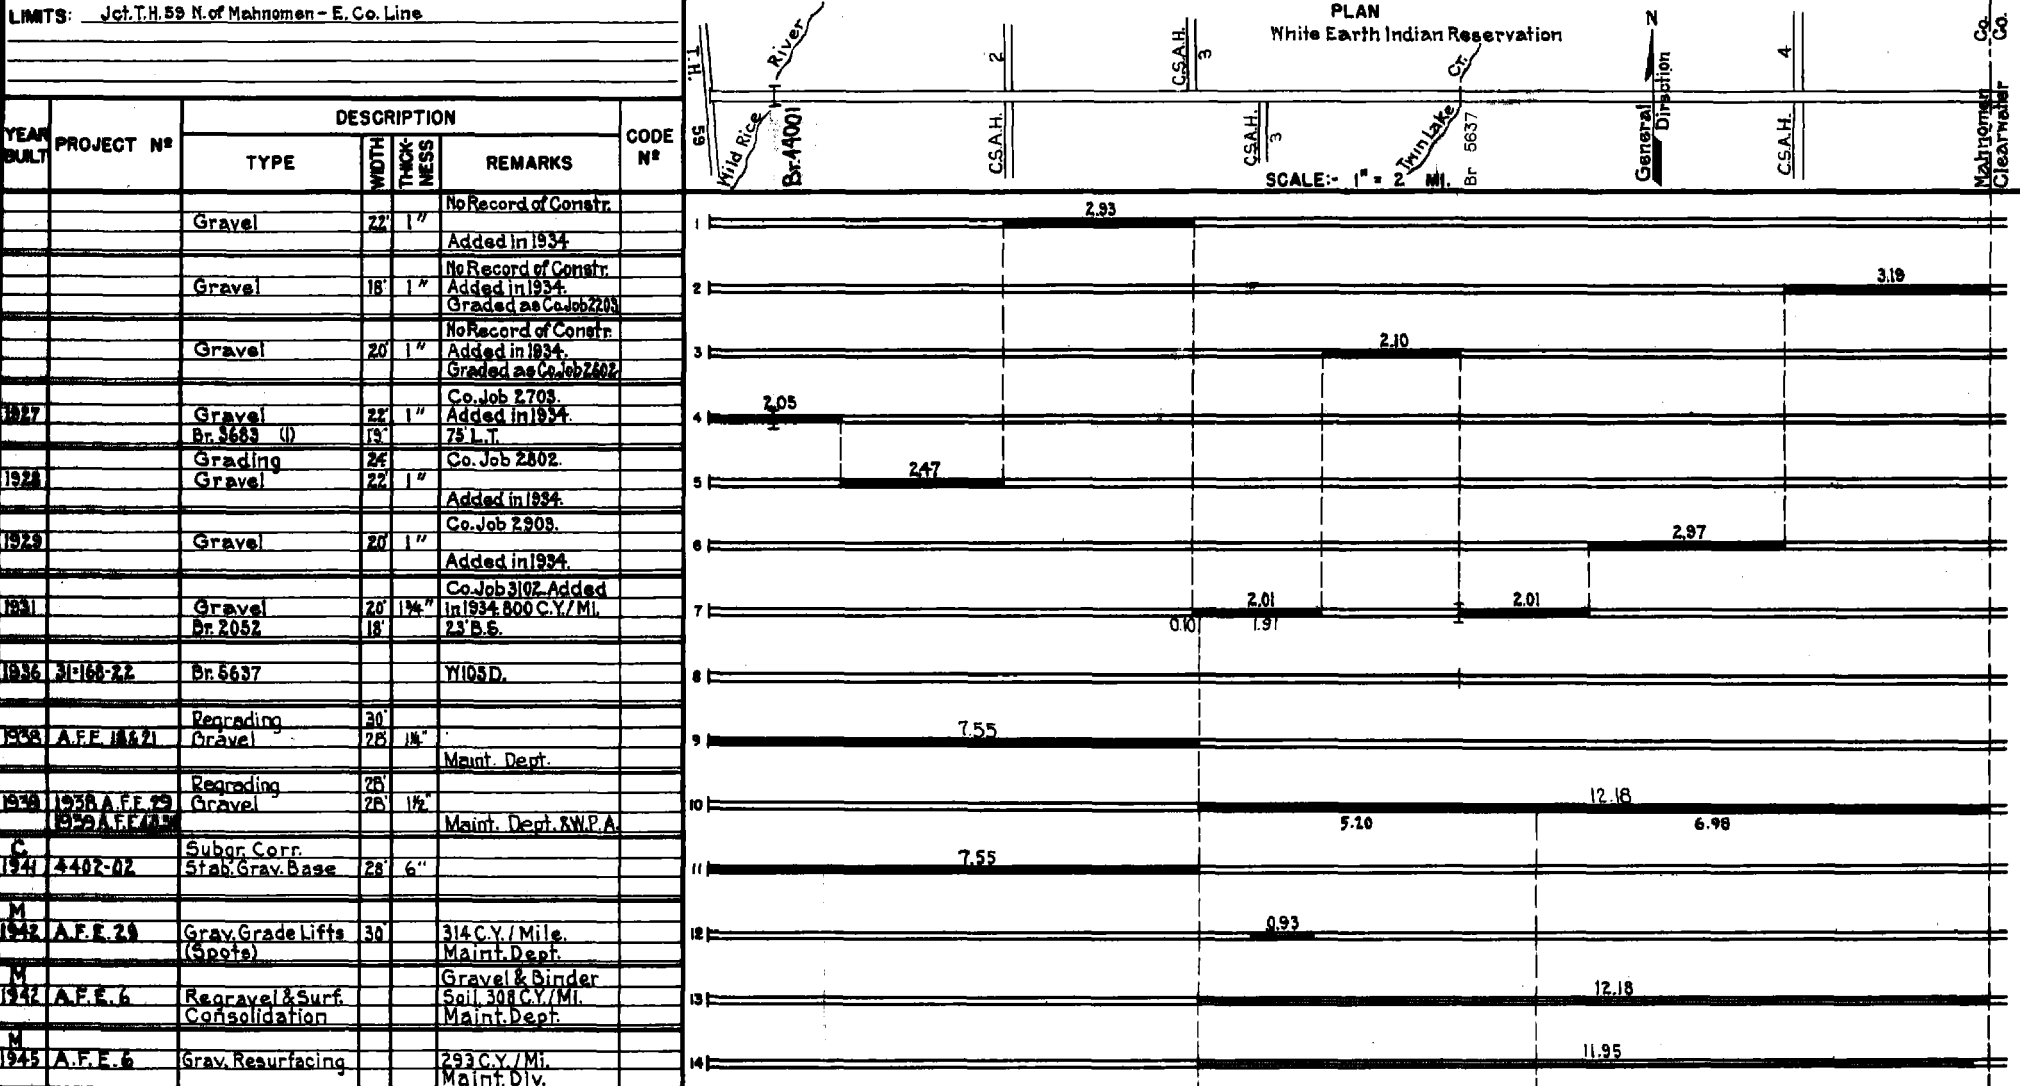 LIMITS: Jct. T.H. 59 N. of Mahnomen - E. Co. Line
YEAR BUILT
PROJECT Nº
DESCRIPTION
TYPE
WIDTH
THICK-NESS
REMARKS
CODE Nº
PLAN
White Earth Indian Reservation
T.H. 59
Wild Rice River
Br. 44001
C.S.A.H. 2
C.S.A.H. 3
C.S.A.H. 3
Twin Lake Cr.
Br 5637
N
General Direction
C.S.A.H. 4
Mahnomen Co.
Clearwater Co.
SCALE:- 1" = 2 MI.
No Record of Constr.
Gravel 22' 1"
Added in 1934
1 2.93
No Record of Constr.
Gravel 18' 1" Added in 1934.
Graded as Co. Job 2203
2 3.19
No Record of Constr.
Gravel 20' 1" Added in 1934.
Graded as Co. Job 2602
3 2.10
Co. Job 2703.
1927 Gravel 22' 1" Added in 1934.
Br. 3683 (1) 19' 75' L.T.
4 2.05
Grading 24' Co. Job 2802.
1928 Gravel 22' 1"
Added in 1934.
5 2.47
Co. Job 2903.
1929 Gravel 20' 1"
Added in 1934.
6 2.97
Co. Job 3102. Added
1931 Gravel 20' 1¾" in 1934. 800 C.Y./Mi.
Br. 2052 18' 23' B.S.
7 2.01 2.01
0.10 1.91
1936 31-168-22 Br. 5637 W105D.
8
Regrading 30'
1938 A.F.E. 18&21 Gravel 28'
Maint. Dept.
9 7.55
Regrading 28'
1939 1938 A.F.E. 29 Gravel 28' 1½"
1939 A.F.E. Maint. Dept. & W.P.A.
10 12.18
5.20 6.98
C
Subgr. Corr.
1941 4402-02 Stab. Grav. Base 28' 6"
11 7.55
M
1942 A.F.E. 29 Grav. Grade Lifts 30' 314 C.Y./Mile.
(Spots) Maint. Dept.
12 0.93
M Gravel & Binder
1942 A.F.E. 6 Regravel & Surf. Soil. 308 C.Y./MI.
Consolidation Maint. Dept.
13 12.18
M
1945 A.F.E. 6 Grav. Resurfacing 293 C.Y./Mi.
Maint. Div.
14 11.95